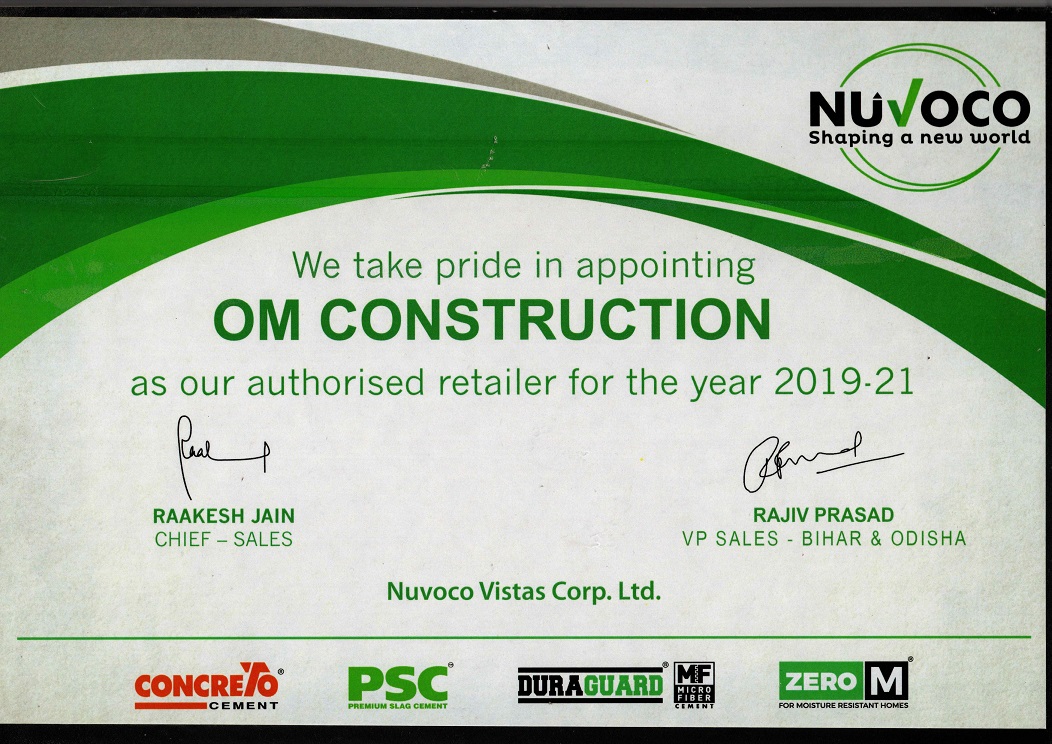 NUVOCO
Shaping a new world
We take pride in appointing
OM CONSTRUCTION
as our authorised retailer for the year 2019-21
RAAKESH JAIN
CHIEF – SALES
RAJIV PRASAD
VP SALES - BIHAR & ODISHA
Nuvoco Vistas Corp. Ltd.
CONCRETO®
CEMENT
PSC
PREMIUM SLAG CEMENT
DURAGUARD®
MF
MICRO
FIBER
CEMENT
ZERO M®
FOR MOISTURE RESISTANT HOMES